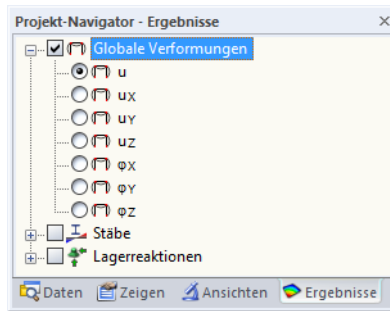 Projekt-Navigator - Ergebnisse
Globale Verformungen
u
uX
uY
uZ
φX
φY
φZ
Stäbe
Lagerreaktionen
Daten Zeigen Ansichten Ergebnisse